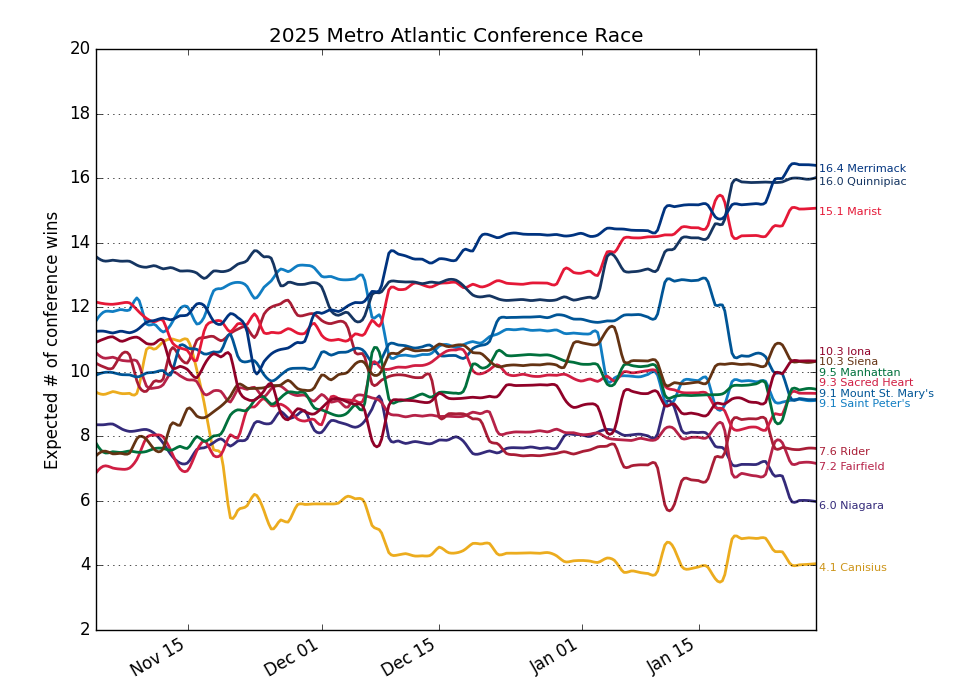 2025 Metro Atlantic Conference Race
Expected # of conference wins
20
18
16
14
12
10
8
6
4
2
16.4 Merrimack
16.0 Quinnipiac
15.1 Marist
10.3 Iona
10.3 Siena
9.5 Manhattan
9.3 Sacred Heart
9.1 Mount St. Mary's
9.1 Saint Peter's
7.6 Rider
7.2 Fairfield
6.0 Niagara
4.1 Canisius
Nov 15
Dec 01
Dec 15
Jan 01
Jan 15